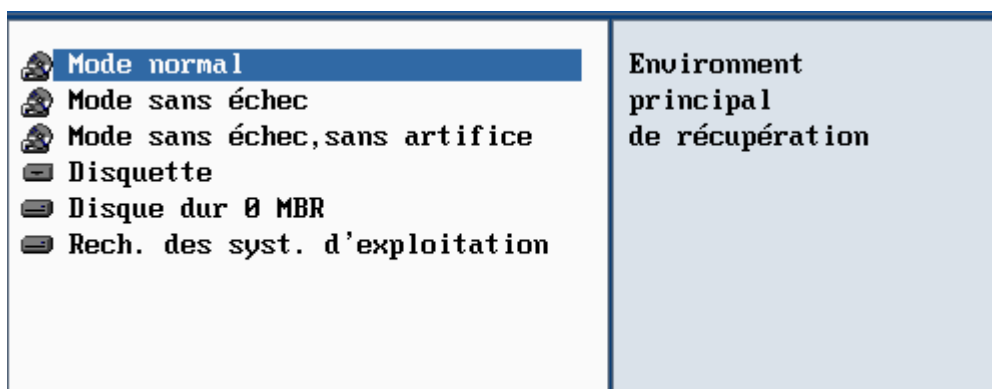 Mode normal
Mode sans échec
Mode sans échec,sans artifice
Disquette
Disque dur 0 MBR
Rech. des syst. d'exploitation
Environnent
principal
de récupération